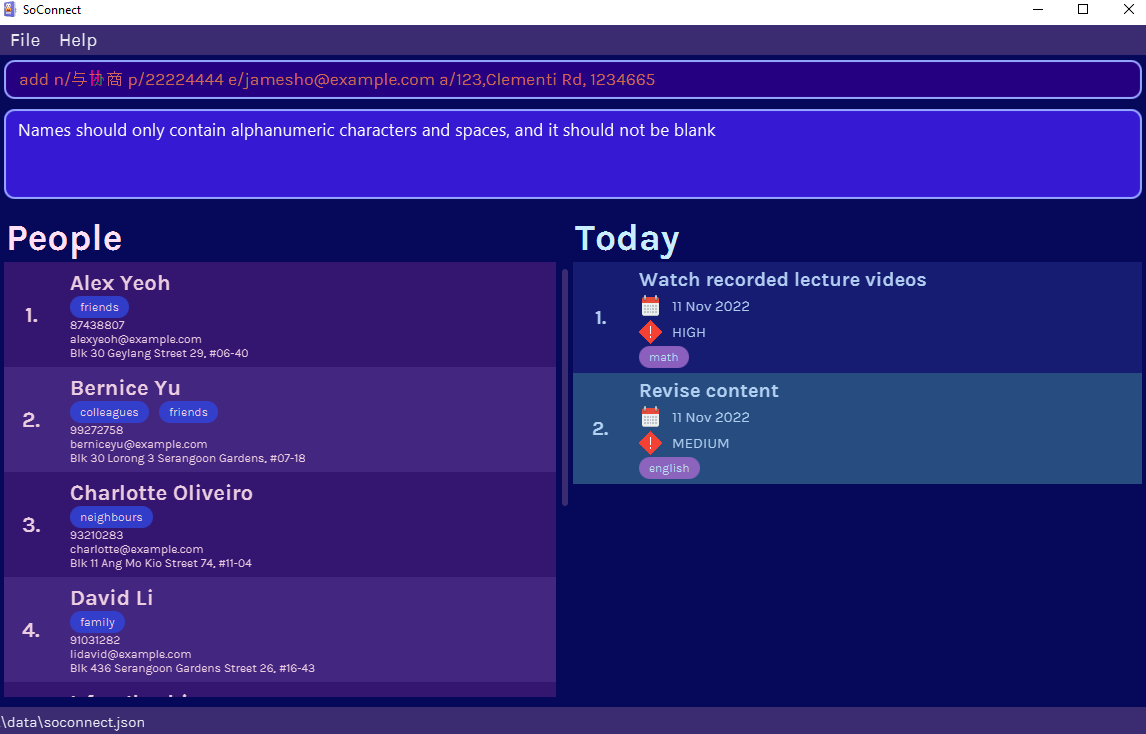 SoConnect
File Help
add n/与协商 p/22224444 e/jamesho@example.com a/123,Clementi Rd, 1234665
Names should only contain alphanumeric characters and spaces, and it should not be blank
People
1.
Alex Yeoh
friends
87438807
alexyeoh@example.com
Blk 30 Geylang Street 29, #06-40
2.
Bernice Yu
colleagues friends
99272758
berniceyu@example.com
Blk 30 Lorong 3 Serangoon Gardens, #07-18
3.
Charlotte Oliveiro
neighbours
93210283
charlotte@example.com
Blk 11 Ang Mo Kio Street 74, #11-04
4.
David Li
family
91031282
lidavid@example.com
Blk 436 Serangoon Gardens Street 26, #16-43
Today
1.
Watch recorded lecture videos
11 Nov 2022
HIGH
math
2.
Revise content
11 Nov 2022
MEDIUM
english
\data\soconnect.json